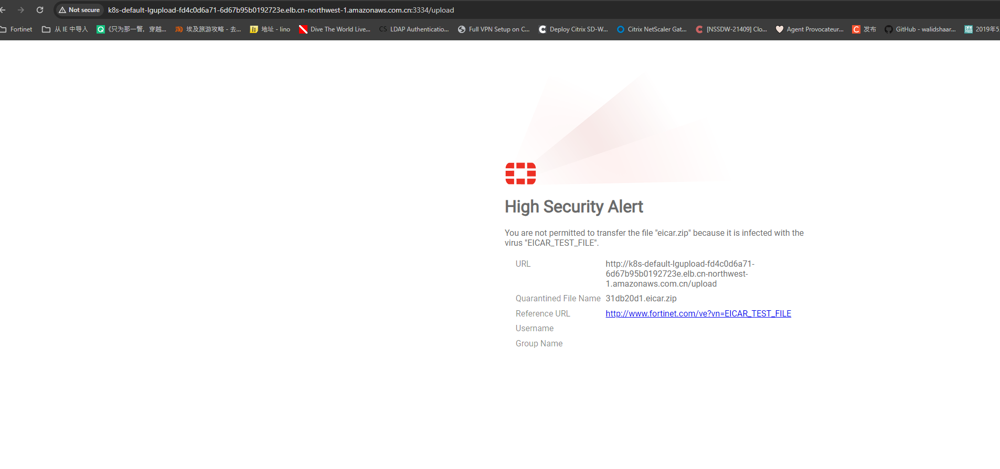 Not secure k8s-default-lgupload-fd4c0d6a71-6d67b95b0192723e.elb.cn-northwest-1.amazonaws.com.cn:3334/upload
Fortinet 从 IE 中导入 《只为那一瞥，穿越... 埃及旅游攻略 - 去... 地址 - lino Dive The World Live... CS LDAP Authenticatio... Full VPN Setup on C... Deploy Citrix SD-W... Citrix NetScaler Gat... [NSSDW-21409] Clo... Agent Provocateur... 发布 GitHub - walidshaar... 2019年5
High Security Alert
You are not permitted to transfer the file "eicar.zip" because it is infected with the
virus "EICAR_TEST_FILE".
URL http://k8s-default-lgupload-fd4c0d6a71-
6d67b95b0192723e.elb.cn-northwest-
1.amazonaws.com.cn/upload
Quarantined File Name 31db20d1.eicar.zip
Reference URL http://www.fortinet.com/ve?vn=EICAR_TEST_FILE
Username
Group Name